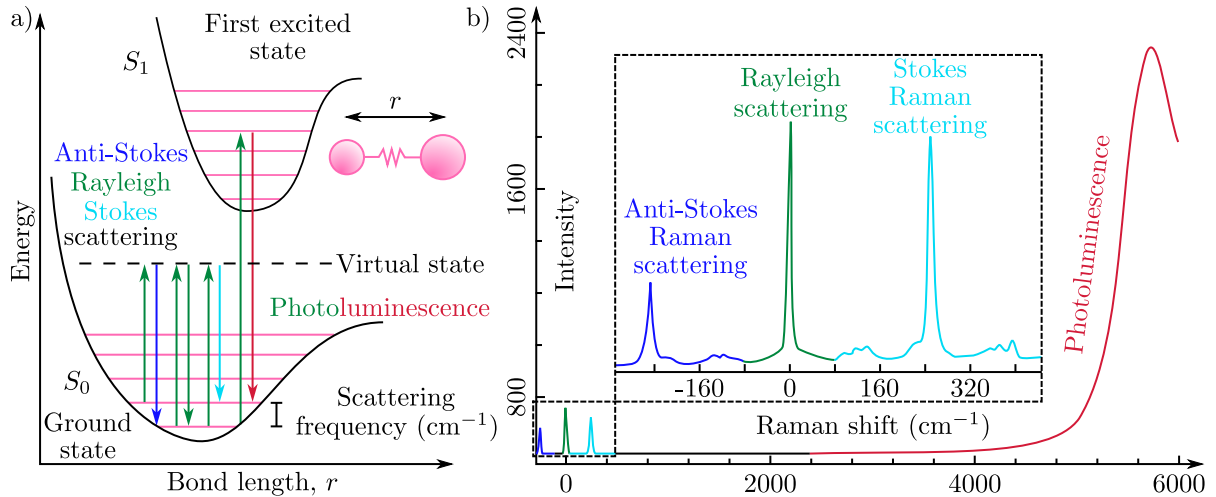 a)
First excited
state
S1
r
Anti-Stokes
Rayleigh
Stokes
scattering
Virtual state
Photoluminescence
S0
Ground
state
Scattering
frequency (cm−1)
Energy
Bond length, r
b)
2400
1600
800
Intensity
Rayleigh
scattering
Stokes
Raman
scattering
Anti-Stokes
Raman
scattering
-160 0 160 320
Raman shift (cm−1)
Photoluminescence
0 2000 4000 6000